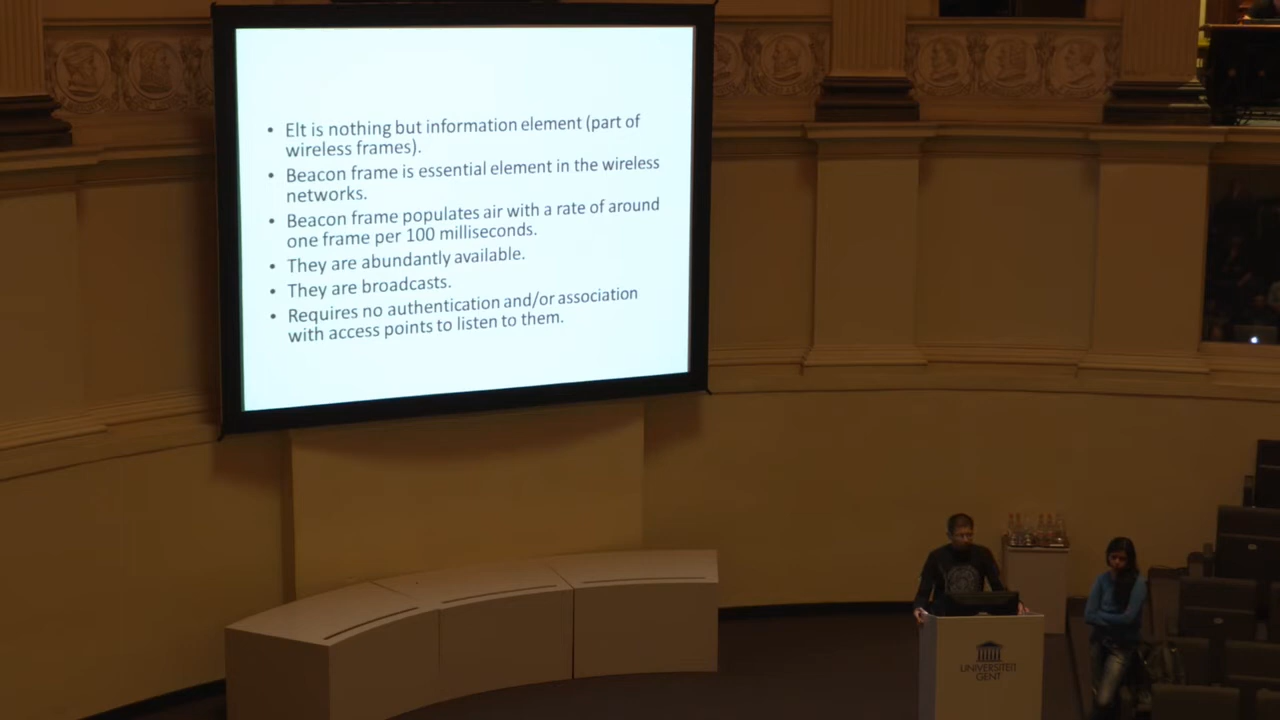 • Elt is nothing but information element (part of
wireless frames).
• Beacon frame is essential element in the wireless
networks.
• Beacon frame populates air with a rate of around
one frame per 100 milliseconds.
• They are abundantly available.
• They are broadcasts.
• Requires no authentication and/or association
with access points to listen to them.
UNIVERSITEIT
GENT